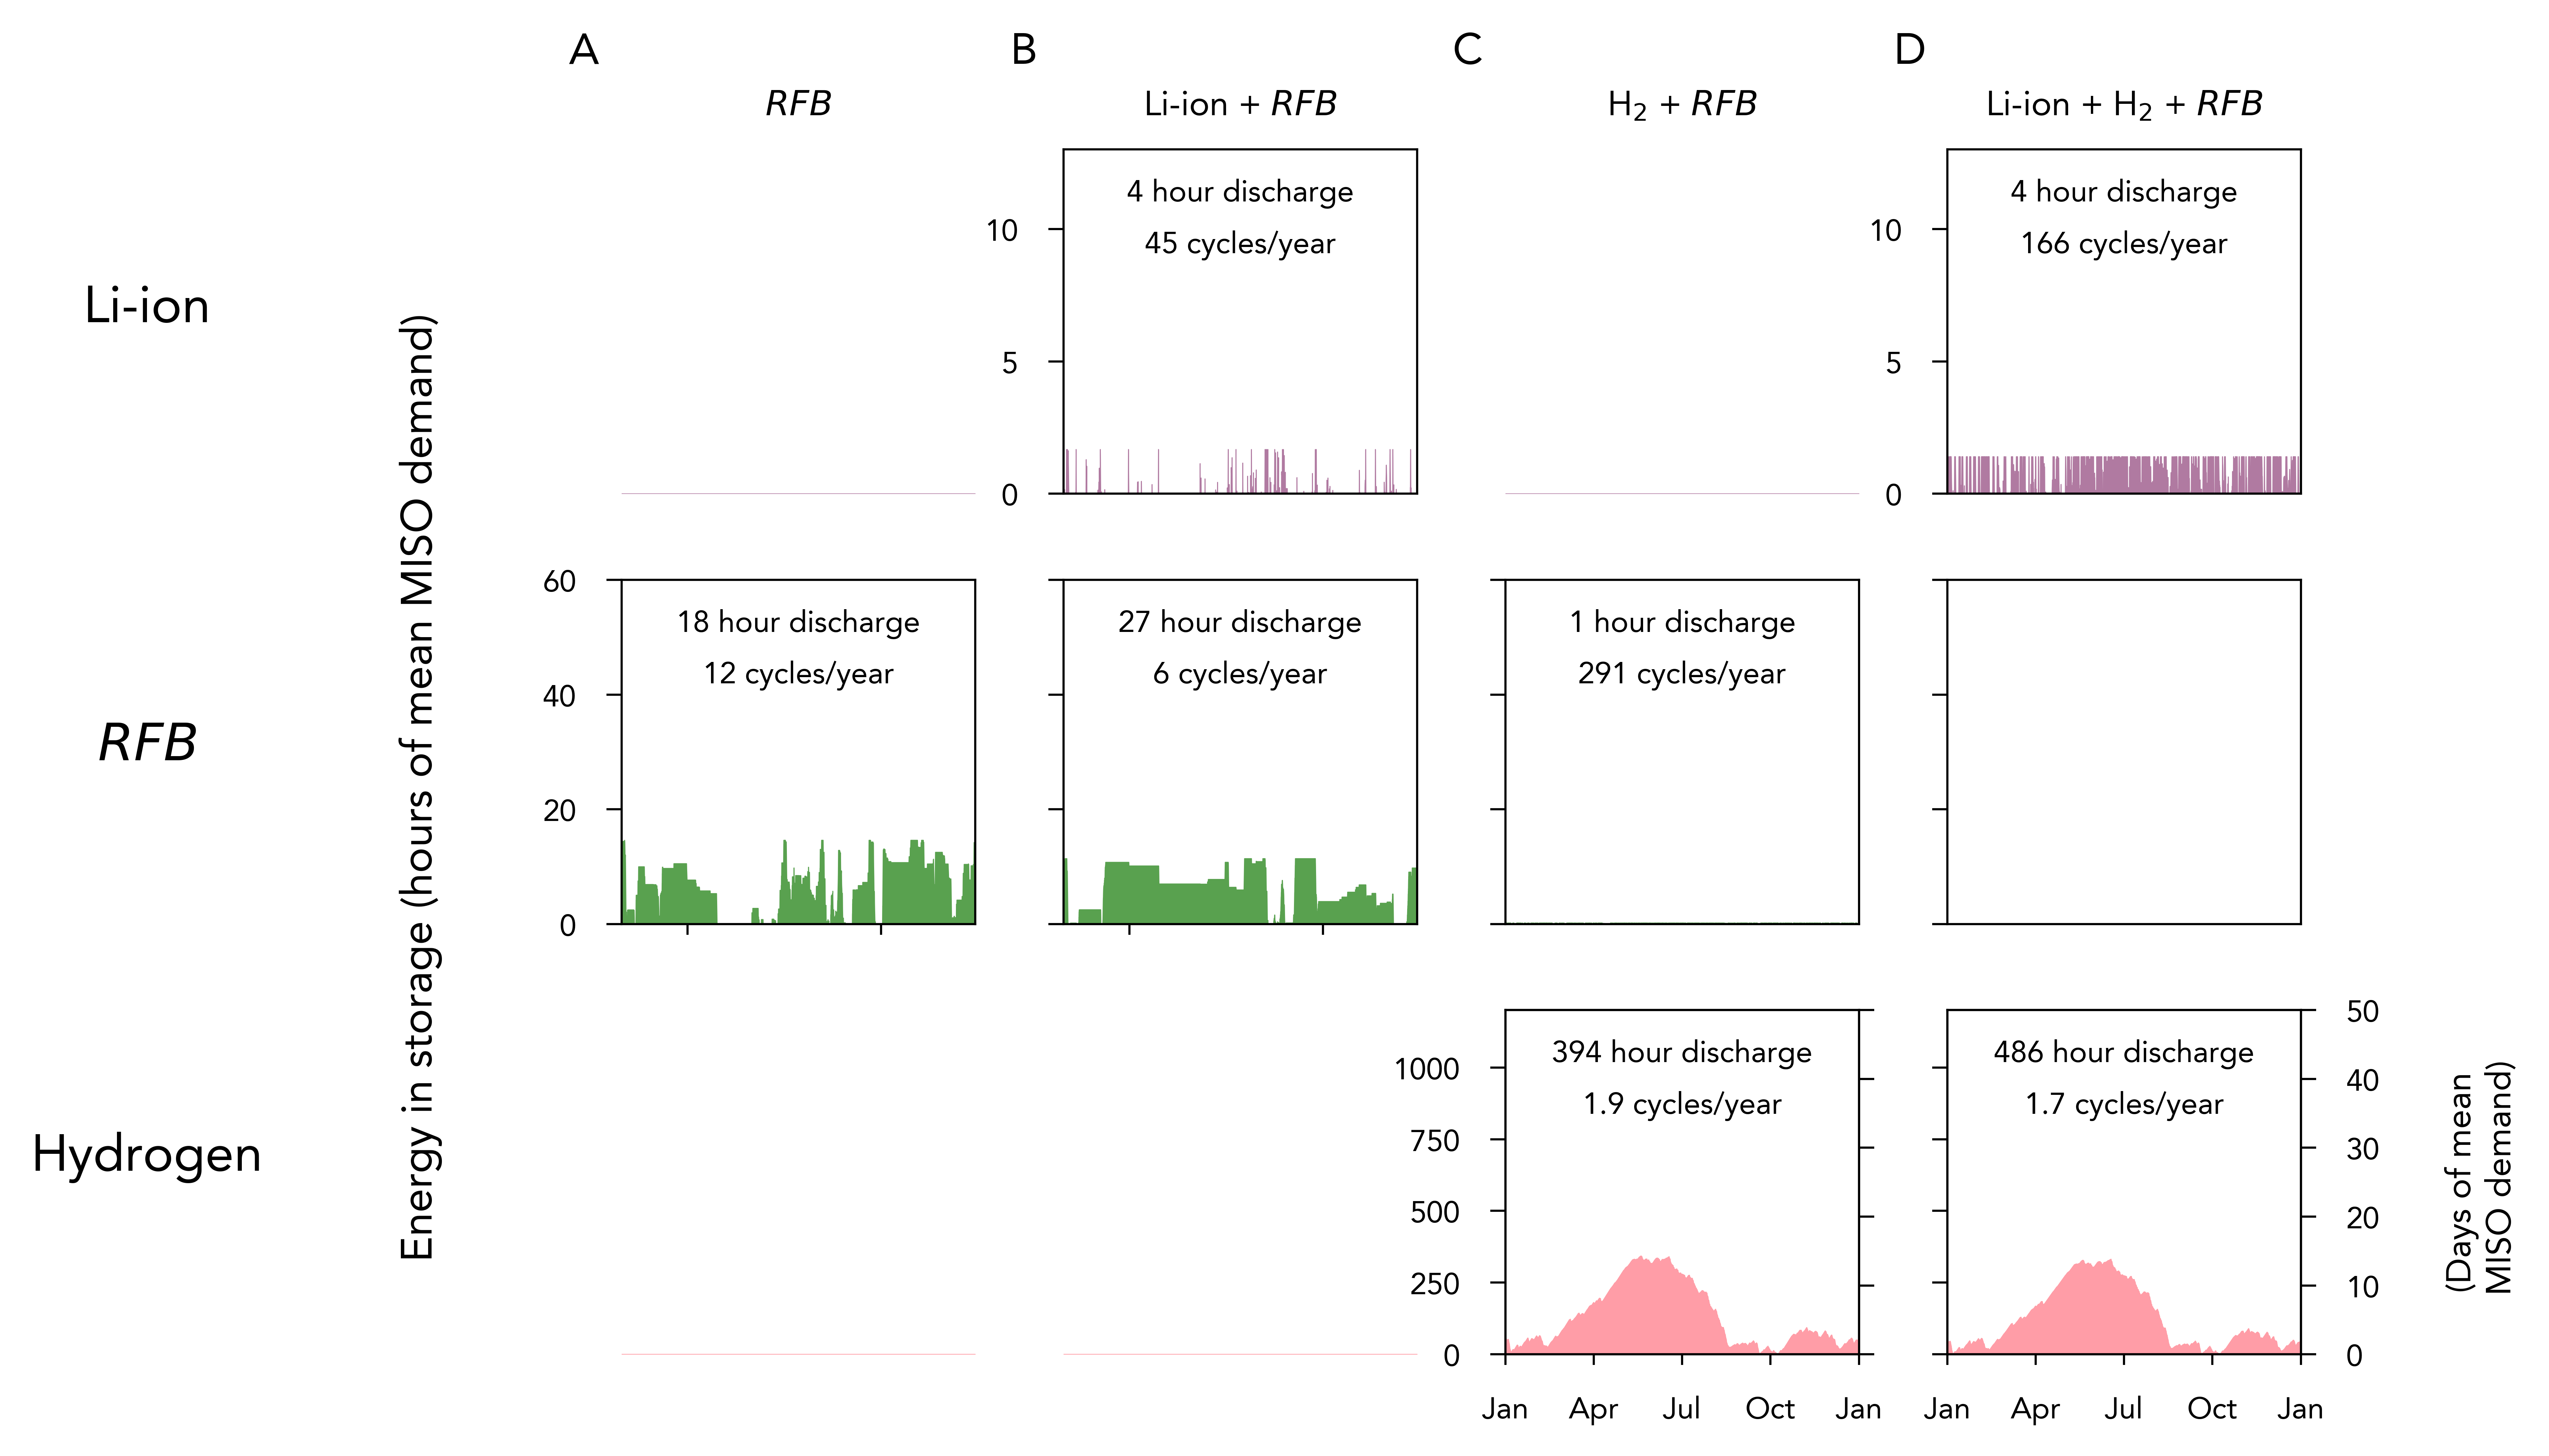 A
B
C
D
RFB
Li-ion + RFB
H₂ + RFB
Li-ion + H₂ + RFB
Li-ion
RFB
Hydrogen
Energy in storage (hours of mean MISO demand)
10
5
0
4 hour discharge
45 cycles/year
10
5
0
4 hour discharge
166 cycles/year
60
40
20
0
18 hour discharge
12 cycles/year
27 hour discharge
6 cycles/year
1 hour discharge
291 cycles/year
1000
750
500
250
0
394 hour discharge
1.9 cycles/year
Jan Apr Jul Oct Jan
486 hour discharge
1.7 cycles/year
Jan Apr Jul Oct Jan
50
40
30
20
10
0
(Days of mean
MISO demand)